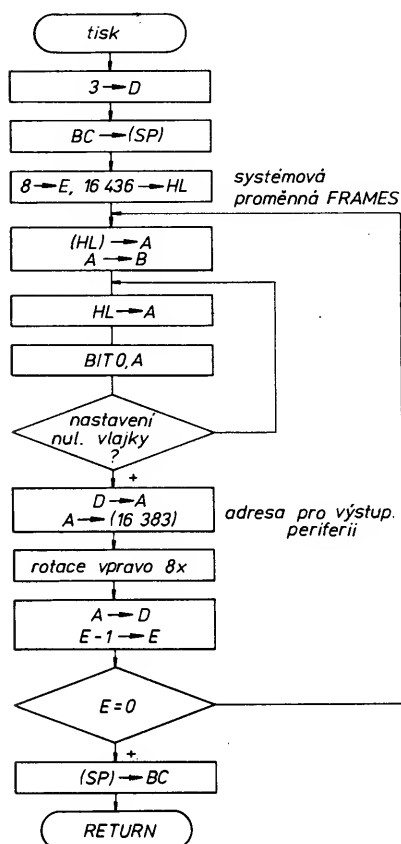 tisk
3→D
BC→(SP)
8→E, 16 436→HL
systémová
proměnná FRAMES
(HL)→A
A→B
HL→A
BIT 0, A
nastavení
nul. vlajky
?
+
D→A
A→(16 383)
adresa pro výstup.
periferii
rotace vpravo 8x
A→D
E-1→E
E=0
+
(SP)→BC
RETURN